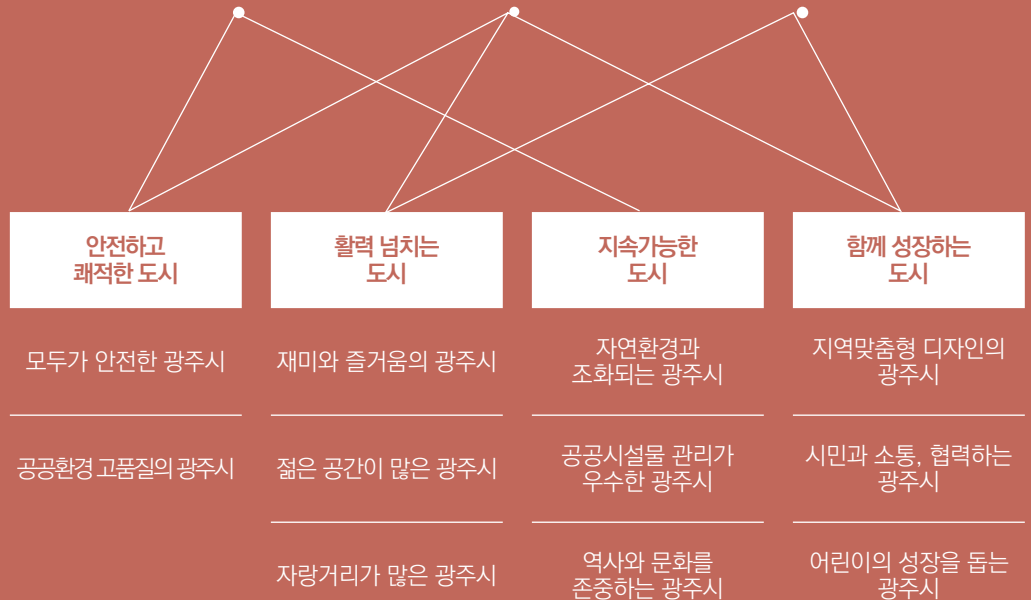 안전하고
쾌적한 도시
활력 넘치는
도시
지속가능한
도시
함께 성장하는
도시
모두가 안전한 광주시
재미와 즐거움의 광주시
자연환경과
조화되는 광주시
지역맞춤형 디자인의
광주시
공공환경 고품질의 광주시
젊은 공간이 많은 광주시
공공시설물 관리가
우수한 광주시
시민과 소통, 협력하는
광주시
자랑거리가 많은 광주시
역사와 문화를
존중하는 광주시
어린이의 성장을 돕는
광주시